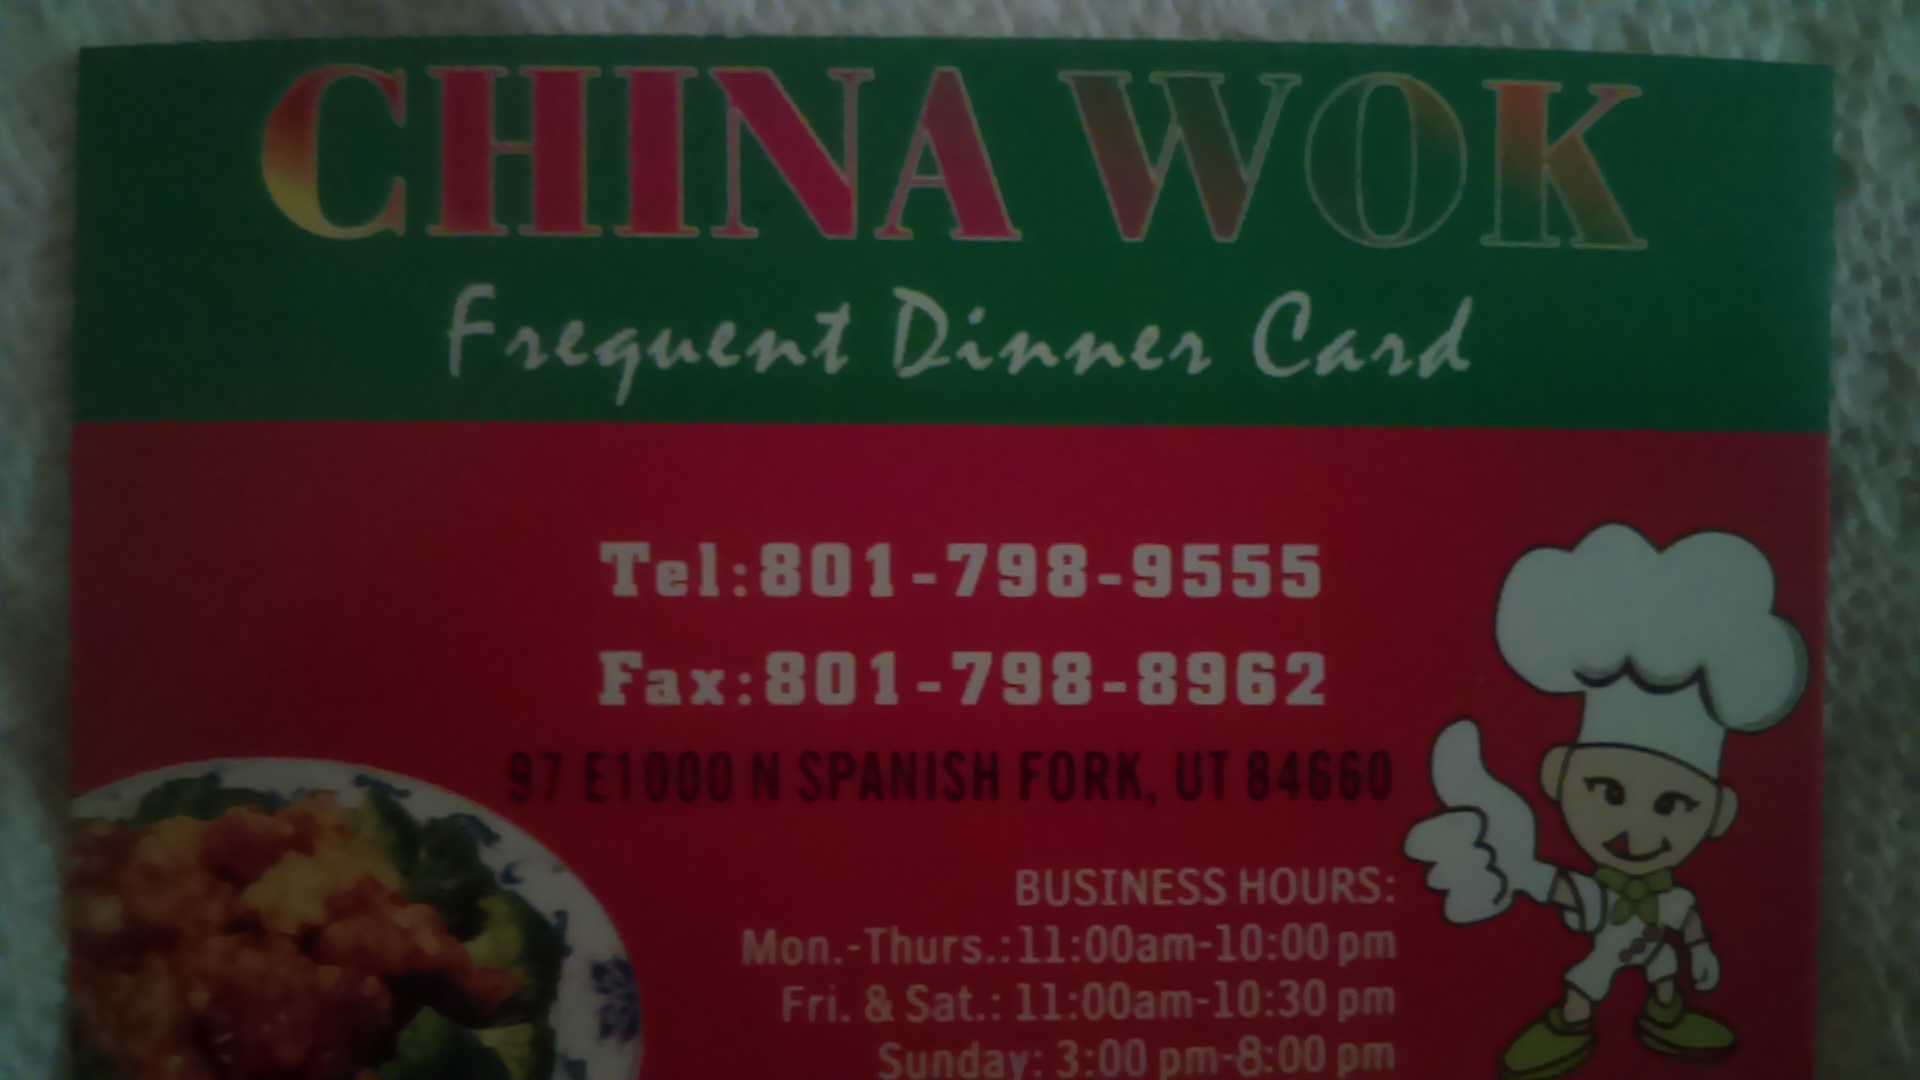 CHINA WOK
Frequent Dinner Card
Tel:801-798-9555
Fax:801-798-8962
97 E1000 N SPANISH FORK, UT 84660
BUSINESS HOURS:
Mon.-Thurs.:11:00am-10:00pm
Fri. & Sat.: 11:00am-10:30 pm
Sunday: 3:00 pm-8:00 pm